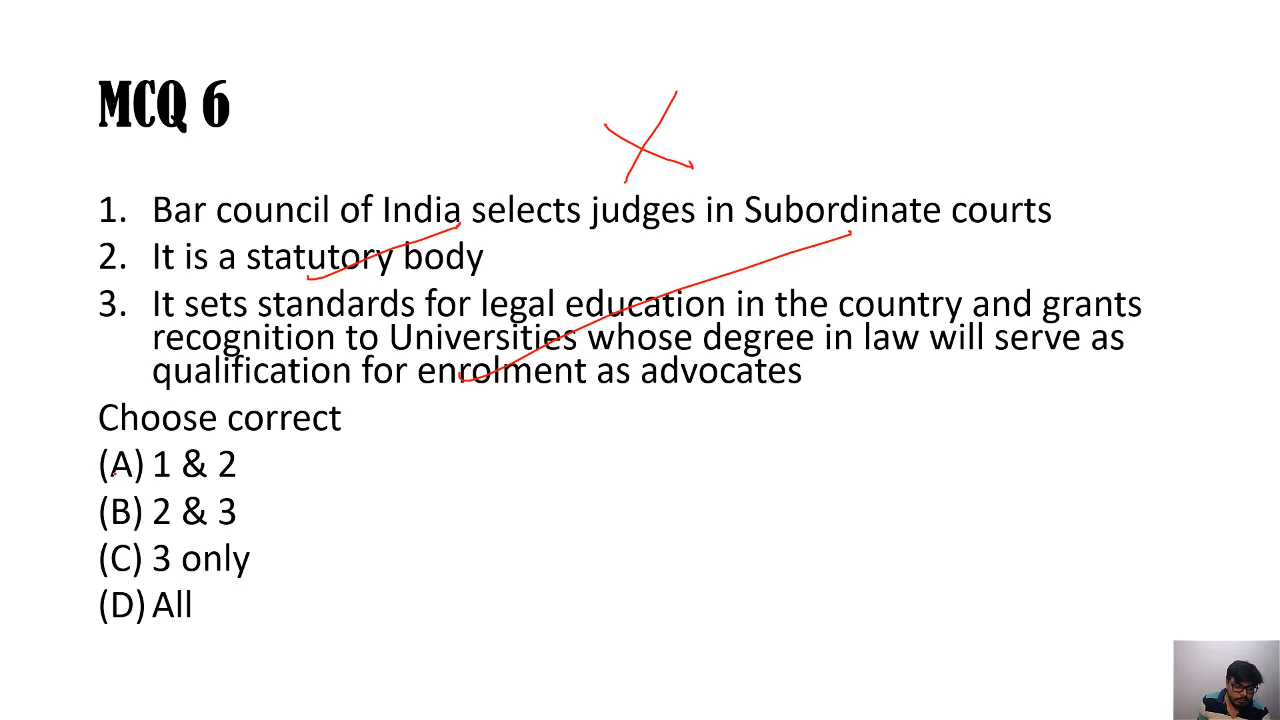 MCQ 6
1. Bar council of India selects judges in Subordinate courts
2. It is a statutory body
3. It sets standards for legal education in the country and grants
recognition to Universities whose degree in law will serve as
qualification for enrolment as advocates
Choose correct
(A) 1 & 2
(B) 2 & 3
(C) 3 only
(D) All